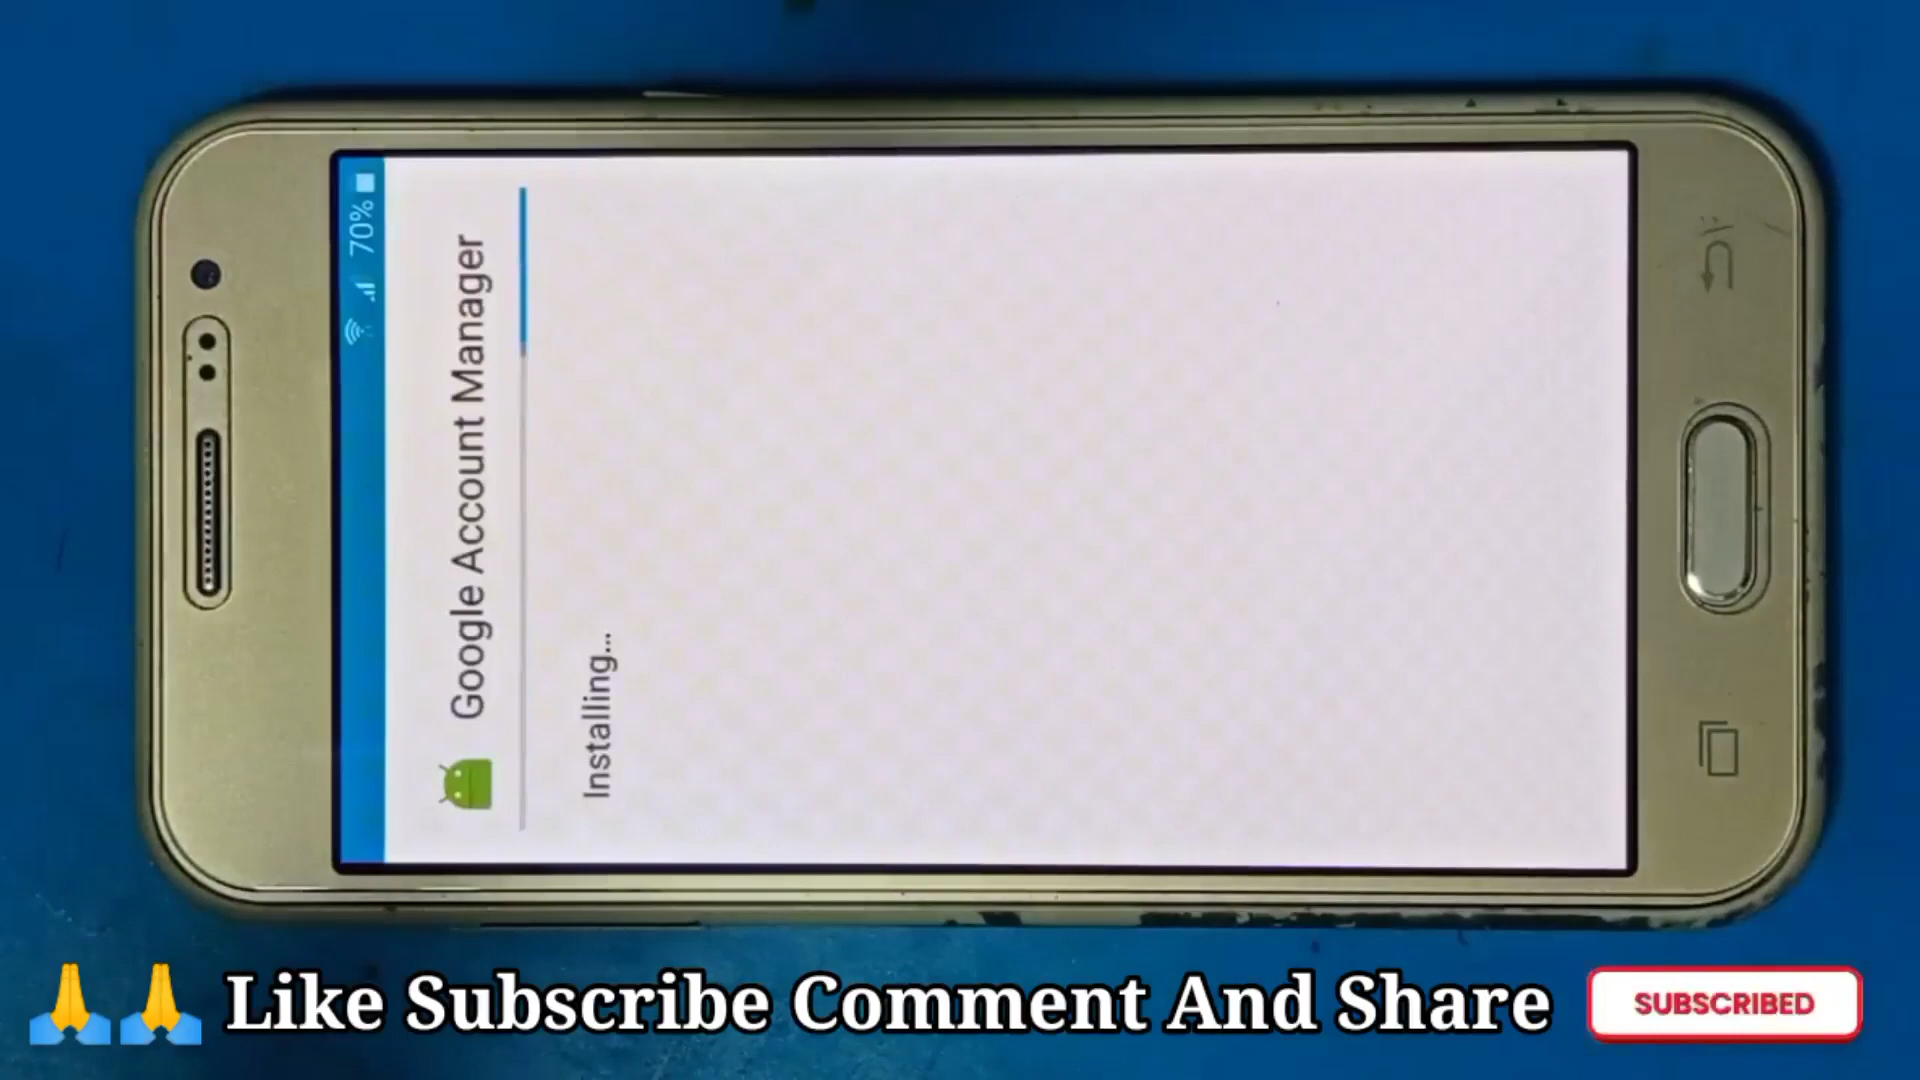 70%
Google Account Manager
Installing...
🙏🙏 Like Subscribe Comment And Share
SUBSCRIBED